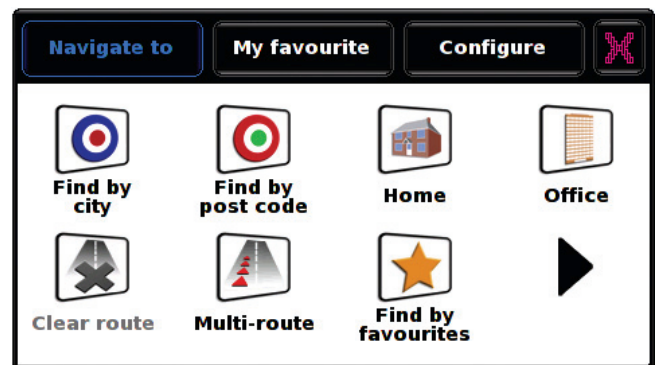 Navigate to
My favourite
Configure
Find by
city
Find by
post code
Home
Office
Clear route
Multi-route
Find by
favourites